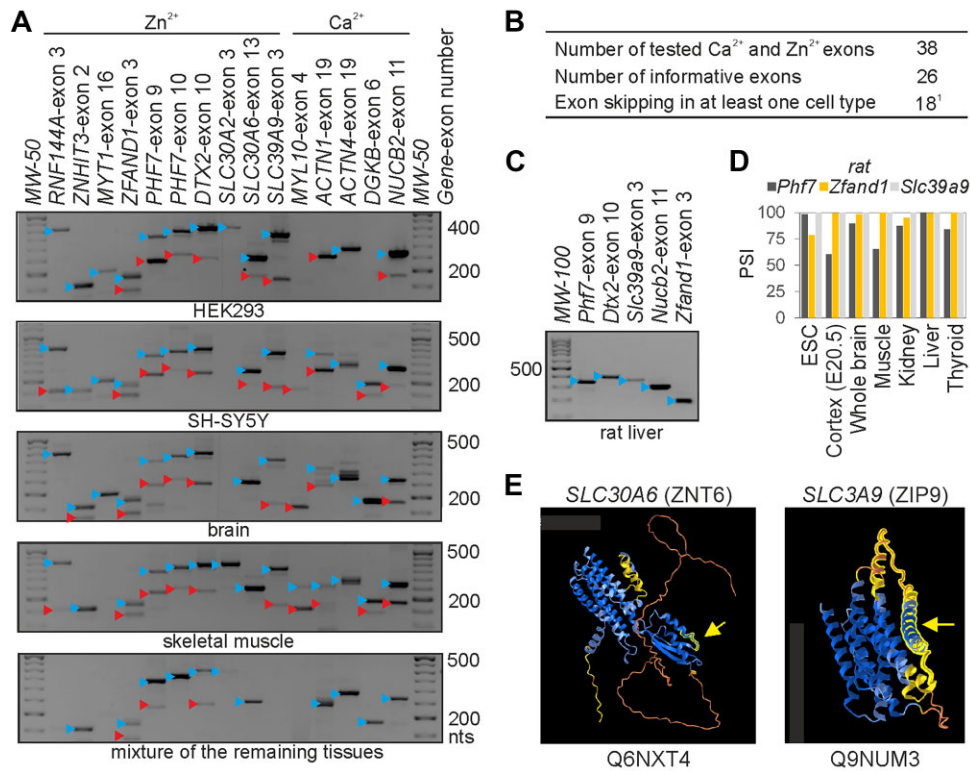 A
Zn²⁺
Ca²⁺
MW-50
RNF144A-exon 3
ZNHIT3-exon 2
MYT1-exon 16
ZFAND1-exon 3
PHF7-exon 9
PHF7-exon 10
DTX2-exon 10
SLC30A2-exon 3
SLC30A6-exon 13
SLC39A9-exon 3
MYL10-exon 4
ACTN1-exon 19
ACTN4-exon 19
DGKB-exon 6
NUCB2-exon 11
MW-50
Gene-exon number
400
200
HEK293
500
200
SH-SY5Y
500
200
brain
500
200
skeletal muscle
500
200
nts
mixture of the remaining tissues
B
Number of tested Ca²⁺ and Zn²⁺ exons 38
Number of informative exons 26
Exon skipping in at least one cell type 18¹
C
MW-100
Phf7-exon 9
Dtx2-exon 10
Slc39a9-exon 3
Nucb2-exon 11
Zfand1-exon 3
500
rat liver
D
rat
Phf7 Zfand1 Slc39a9
PSI
100
75
50
25
0
ESC
Cortex (E20.5)
Whole brain
Muscle
Kidney
Liver
Thyroid
E
SLC30A6 (ZNT6)
Q6NXT4
SLC3A9 (ZIP9)
Q9NUM3